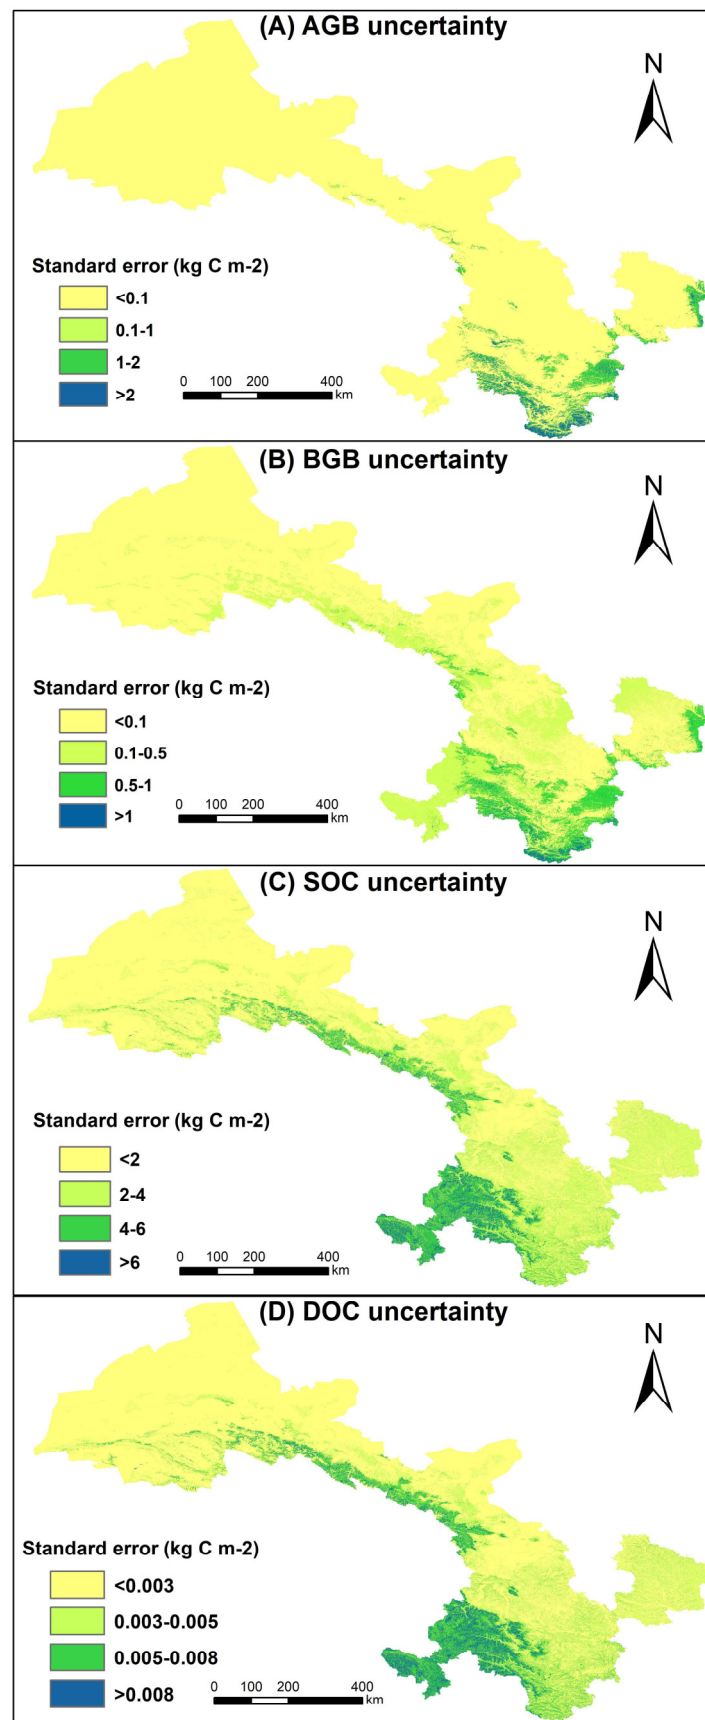 (A) AGB uncertainty
N
Standard error (kg C m-2)
<0.1
0.1-1
1-2
>2
0 100 200 400
km
(B) BGB uncertainty
N
Standard error (kg C m-2)
<0.1
0.1-0.5
0.5-1
>1
0 100 200 400
km
(C) SOC uncertainty
N
Standard error (kg C m-2)
<2
2-4
4-6
>6
0 100 200 400
km
(D) DOC uncertainty
N
Standard error (kg C m-2)
<0.003
0.003-0.005
0.005-0.008
>0.008
0 100 200 400
km